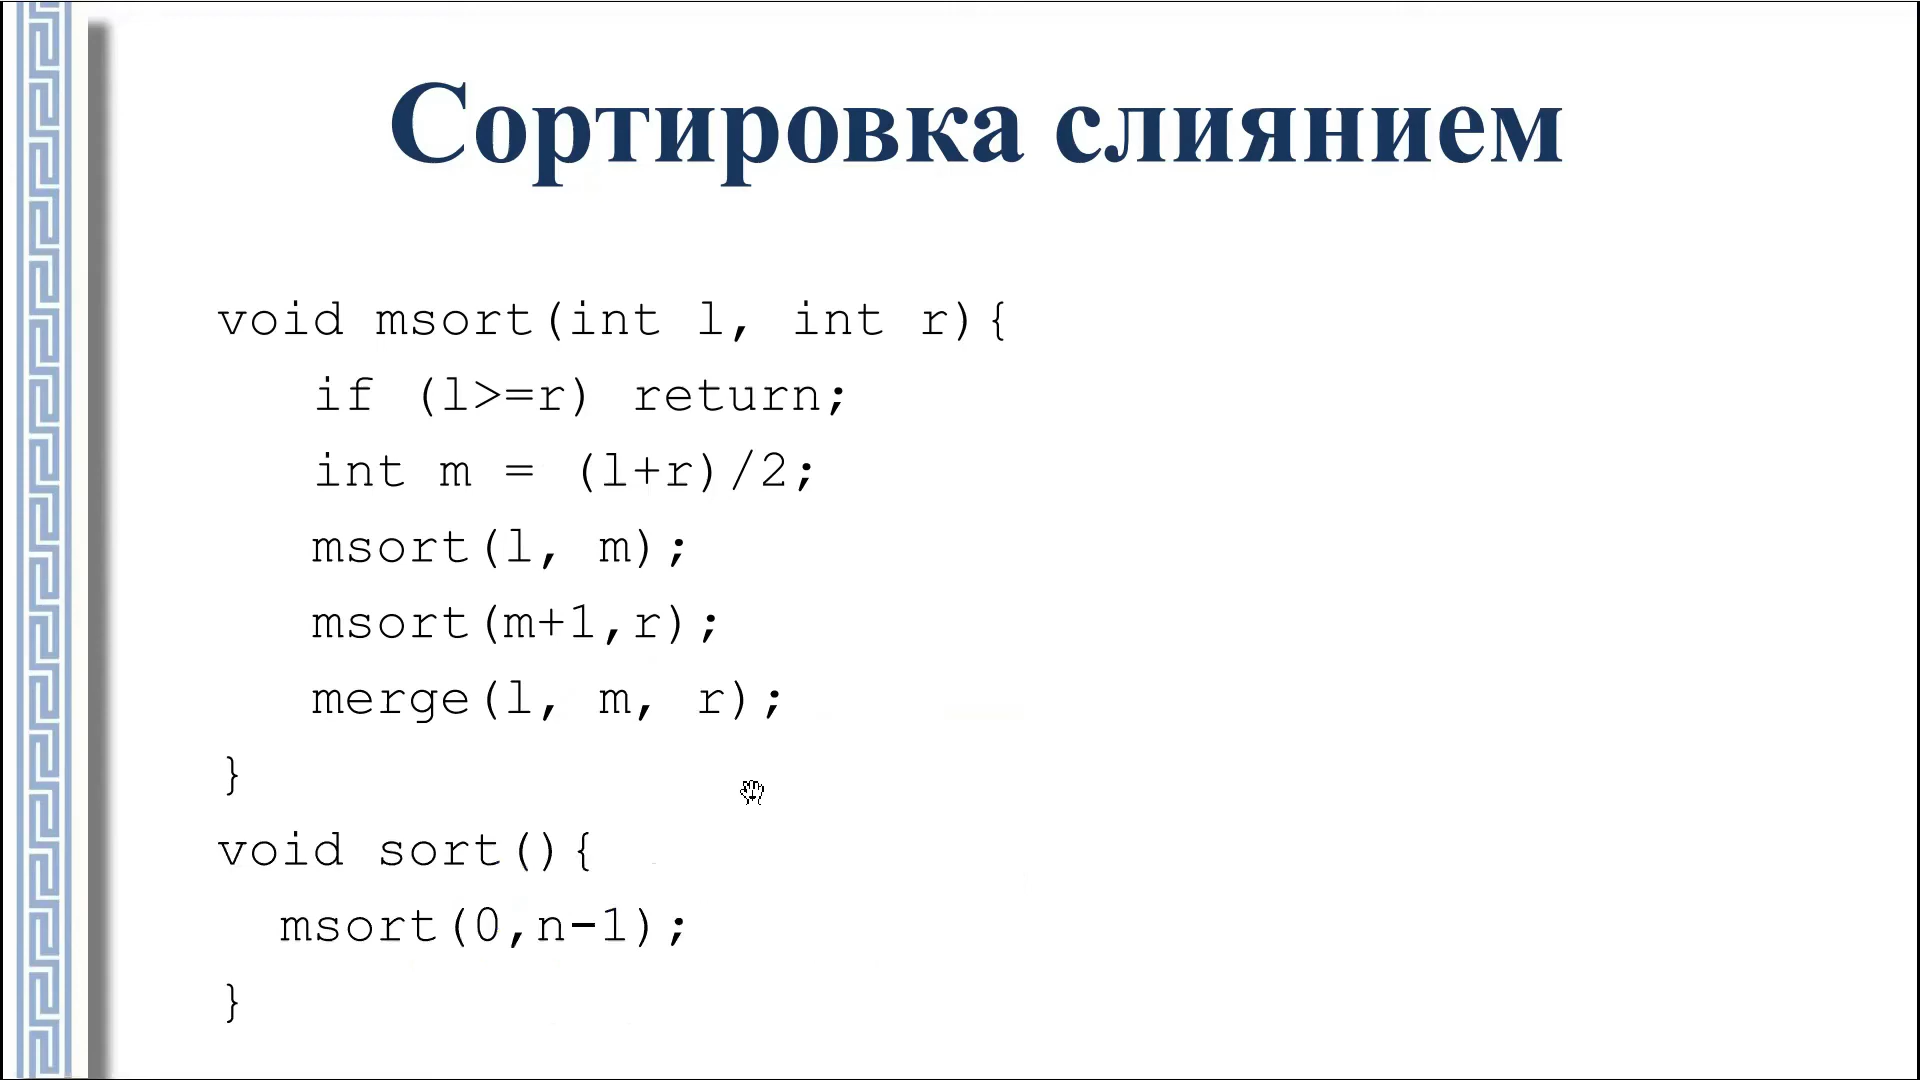 Сортировка слиянием
void msort(int l, int r){
if (l>=r) return;
int m = (l+r)/2;
msort(l, m);
msort(m+1,r);
merge(l, m, r);
}
void sort(){
msort(0,n-1);
}